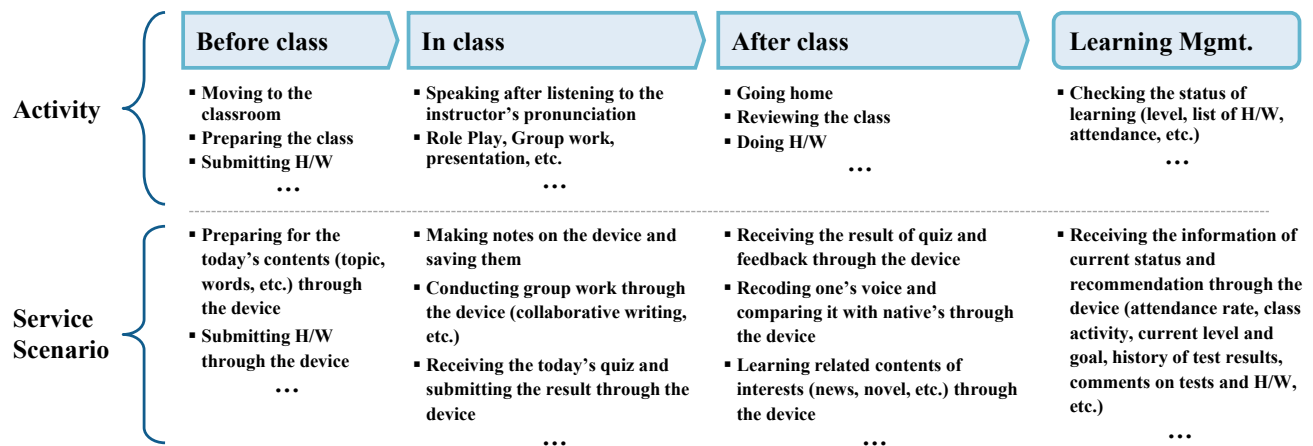 Before class
In class
After class
Learning Mgmt.
Activity
▪ Moving to the
classroom
▪ Preparing the class
▪ Submitting H/W
…
▪ Speaking after listening to the
instructor's pronunciation
▪ Role Play, Group work,
presentation, etc.
…
▪ Going home
▪ Reviewing the class
▪ Doing H/W
…
▪ Checking the status of
learning (level, list of H/W,
attendance, etc.)
…
Service
Scenario
▪ Preparing for the
today's contents (topic,
words, etc.) through
the device
▪ Submitting H/W
through the device
…
▪ Making notes on the device and
saving them
▪ Conducting group work through
the device (collaborative writing,
etc.)
▪ Receiving the today's quiz and
submitting the result through the
device
…
▪ Receiving the result of quiz and
feedback through the device
▪ Recoding one's voice and
comparing it with native's through
the device
▪ Learning related contents of
interests (news, novel, etc.) through
the device
…
▪ Receiving the information of
current status and
recommendation through the
device (attendance rate, class
activity, current level and
goal, history of test results,
comments on tests and H/W,
etc.)
…